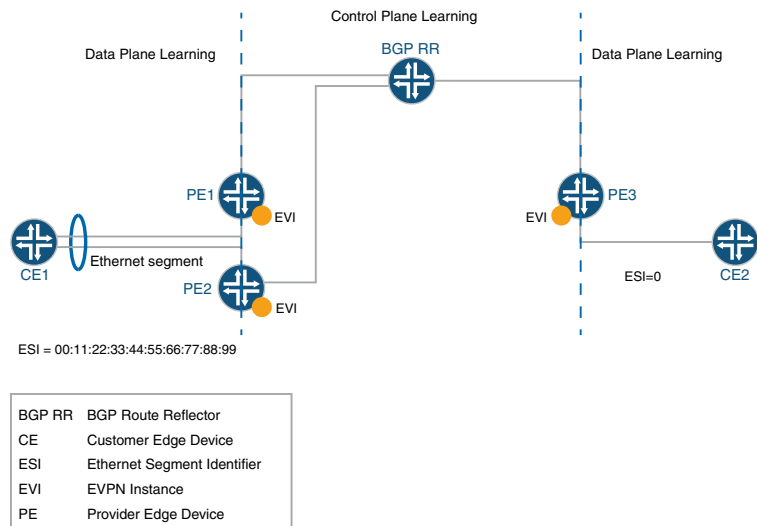 Control Plane Learning
Data Plane Learning
BGP RR
Data Plane Learning
PE1
EVI
PE3
EVI
CE1
Ethernet segment
PE2
EVI
ESI=0
CE2
ESI = 00:11:22:33:44:55:66:77:88:99
BGP RR BGP Route Reflector
CE Customer Edge Device
ESI Ethernet Segment Identifier
EVI EVPN Instance
PE Provider Edge Device